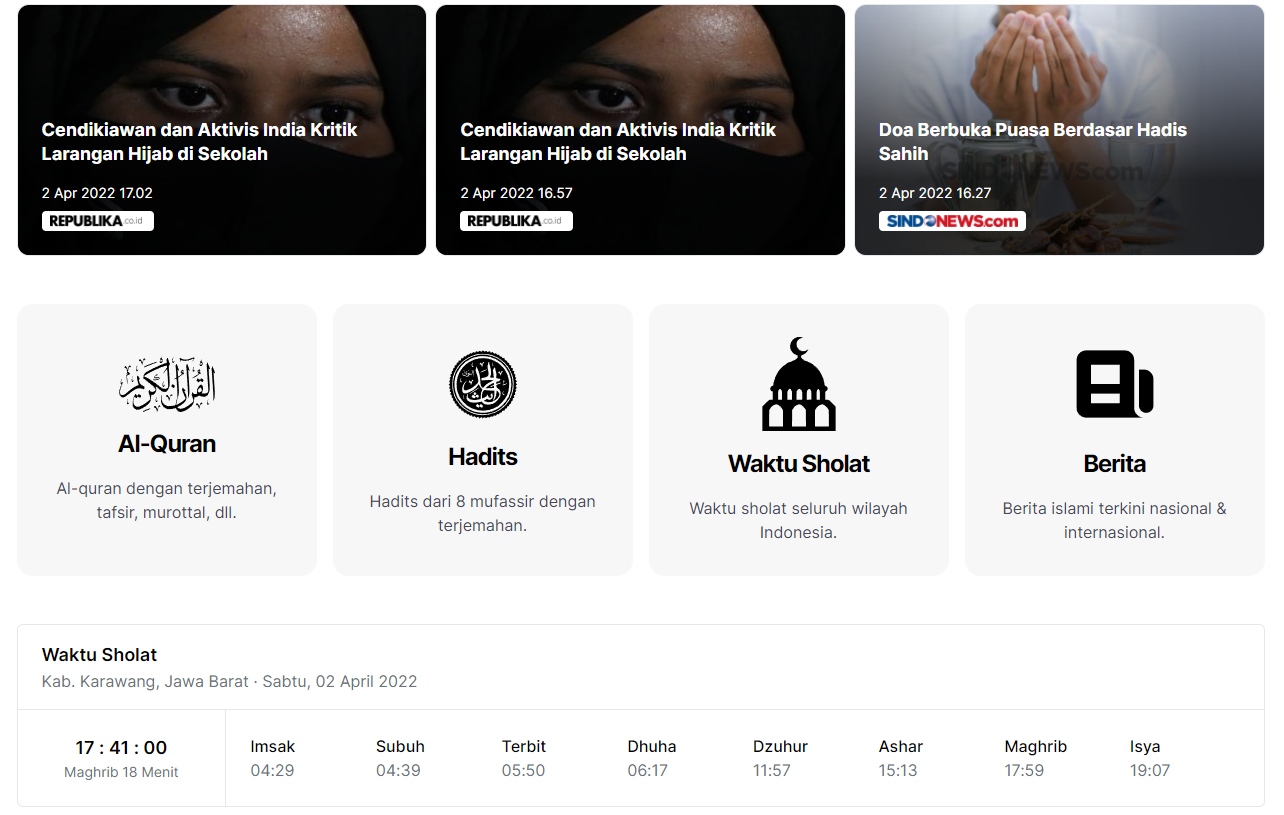 Cendikiawan dan Aktivis India Kritik
Larangan Hijab di Sekolah
2 Apr 2022 17.02
REPUBLIKA.co.id
Cendikiawan dan Aktivis India Kritik
Larangan Hijab di Sekolah
2 Apr 2022 16.57
REPUBLIKA.co.id
Doa Berbuka Puasa Berdasar Hadis
Sahih
SINDONEWS.com
2 Apr 2022 16.27
SINDONEWS.com
القرآن الكريم
Al-Quran
Al-quran dengan terjemahan,
tafsir, murottal, dll.
Hadits
Hadits dari 8 mufassir dengan
terjemahan.
Waktu Sholat
Waktu sholat seluruh wilayah
Indonesia.
Berita
Berita islami terkini nasional &
internasional.
Waktu Sholat
Kab. Karawang, Jawa Barat · Sabtu, 02 April 2022
17 : 41 : 00
Maghrib 18 Menit
Imsak Subuh Terbit Dhuha Dzuhur Ashar Maghrib Isya
04:29 04:39 05:50 06:17 11:57 15:13 17:59 19:07